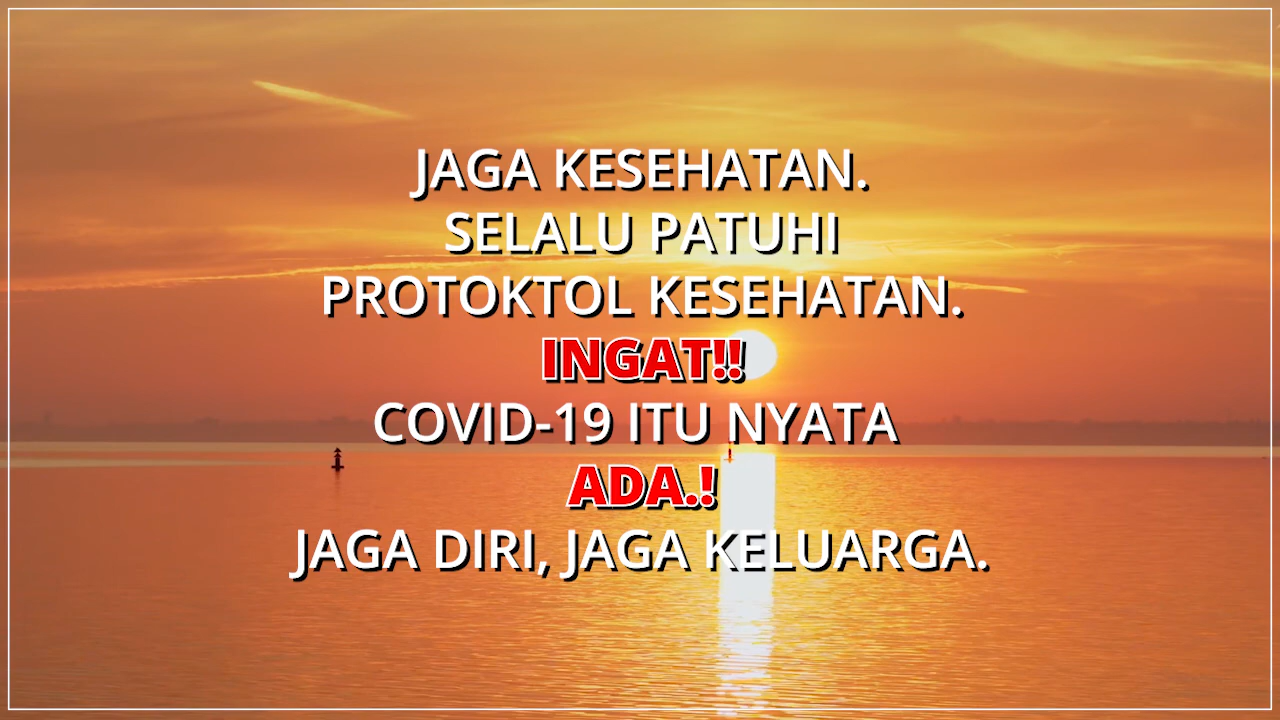 JAGA KESEHATAN.
SELALU PATUHI
PROTOKTOL KESEHATAN.
INGAT!!
COVID-19 ITU NYATA
ADA.!
JAGA DIRI, JAGA KELUARGA.